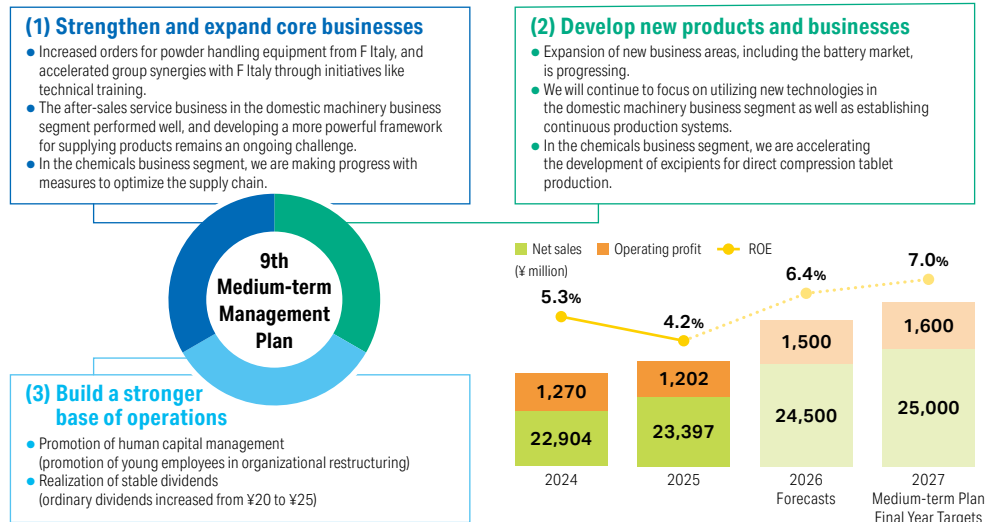 (1) Strengthen and expand core businesses
● Increased orders for powder handling equipment from F Italy, and
accelerated group synergies with F Italy through initiatives like
technical training.
● The after-sales service business in the domestic machinery business
segment performed well, and developing a more powerful framework
for supplying products remains an ongoing challenge.
● In the chemicals business segment, we are making progress with
measures to optimize the supply chain.
(2) Develop new products and businesses
● Expansion of new business areas, including the battery market,
is progressing.
● We will continue to focus on utilizing new technologies in
the domestic machinery business segment as well as establishing
continuous production systems.
● In the chemicals business segment, we are accelerating
the development of excipients for direct compression tablet
production.
9th
Medium-term
Management
Plan
(3) Build a stronger
base of operations
● Promotion of human capital management
(promotion of young employees in organizational restructuring)
● Realization of stable dividends
(ordinary dividends increased from ¥20 to ¥25)
Net sales Operating profit ROE
(¥ million)
5.3%
4.2%
6.4%
7.0%
1,270
1,202
1,500
1,600
22,904
23,397
24,500
25,000
2024
2025
2026
Forecasts
2027
Medium-term Plan
Final Year Targets